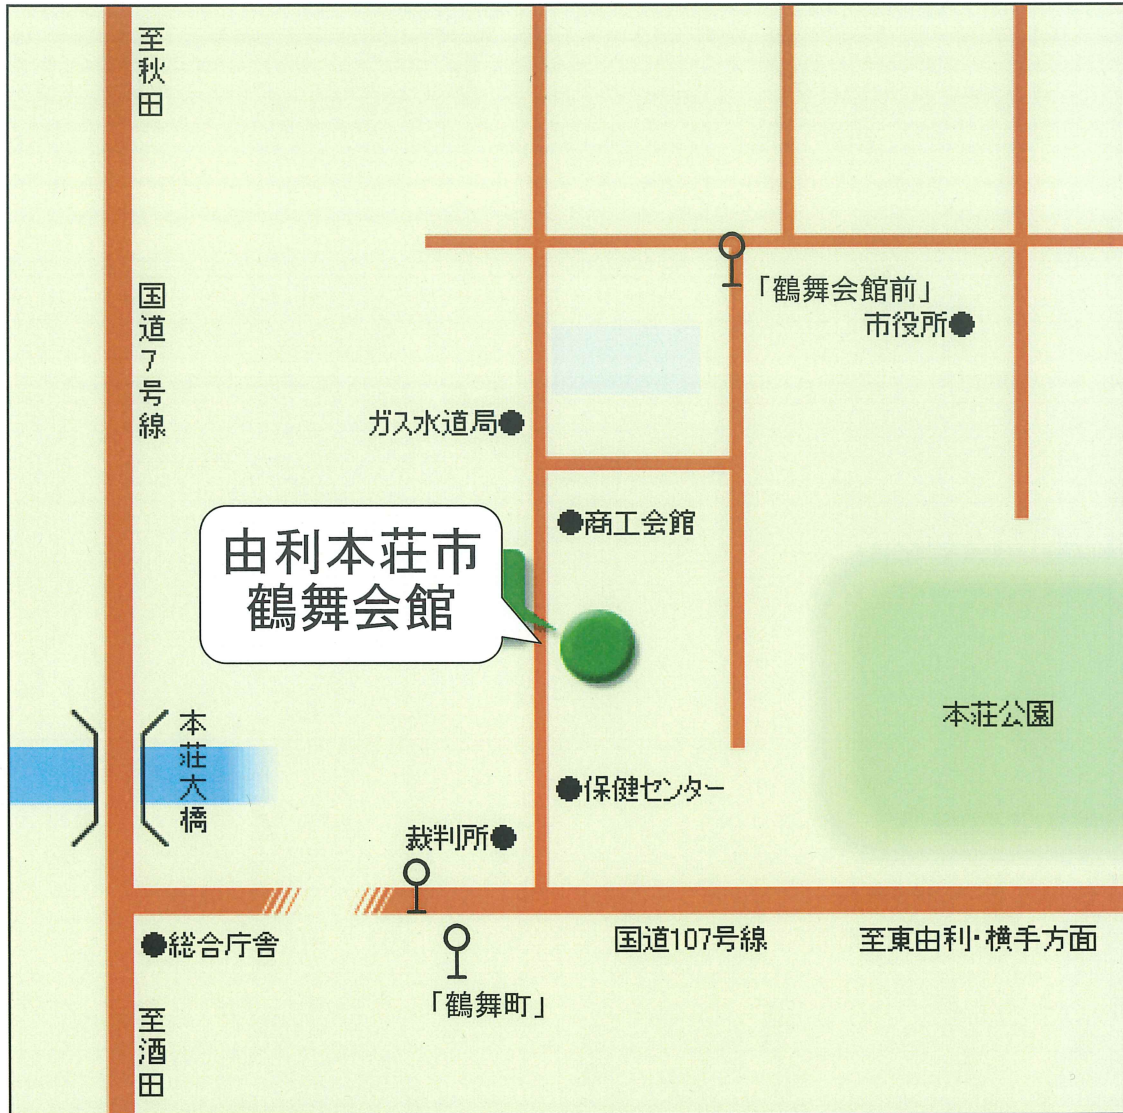 至秋田
国道7号線
「鶴舞会館前」
市役所
ガス水道局
商工会館
由利本荘市
鶴舞会館
本荘公園
本荘大橋
保健センター
裁判所
総合庁舎
国道107号線
至東由利・横手方面
「鶴舞町」
至酒田